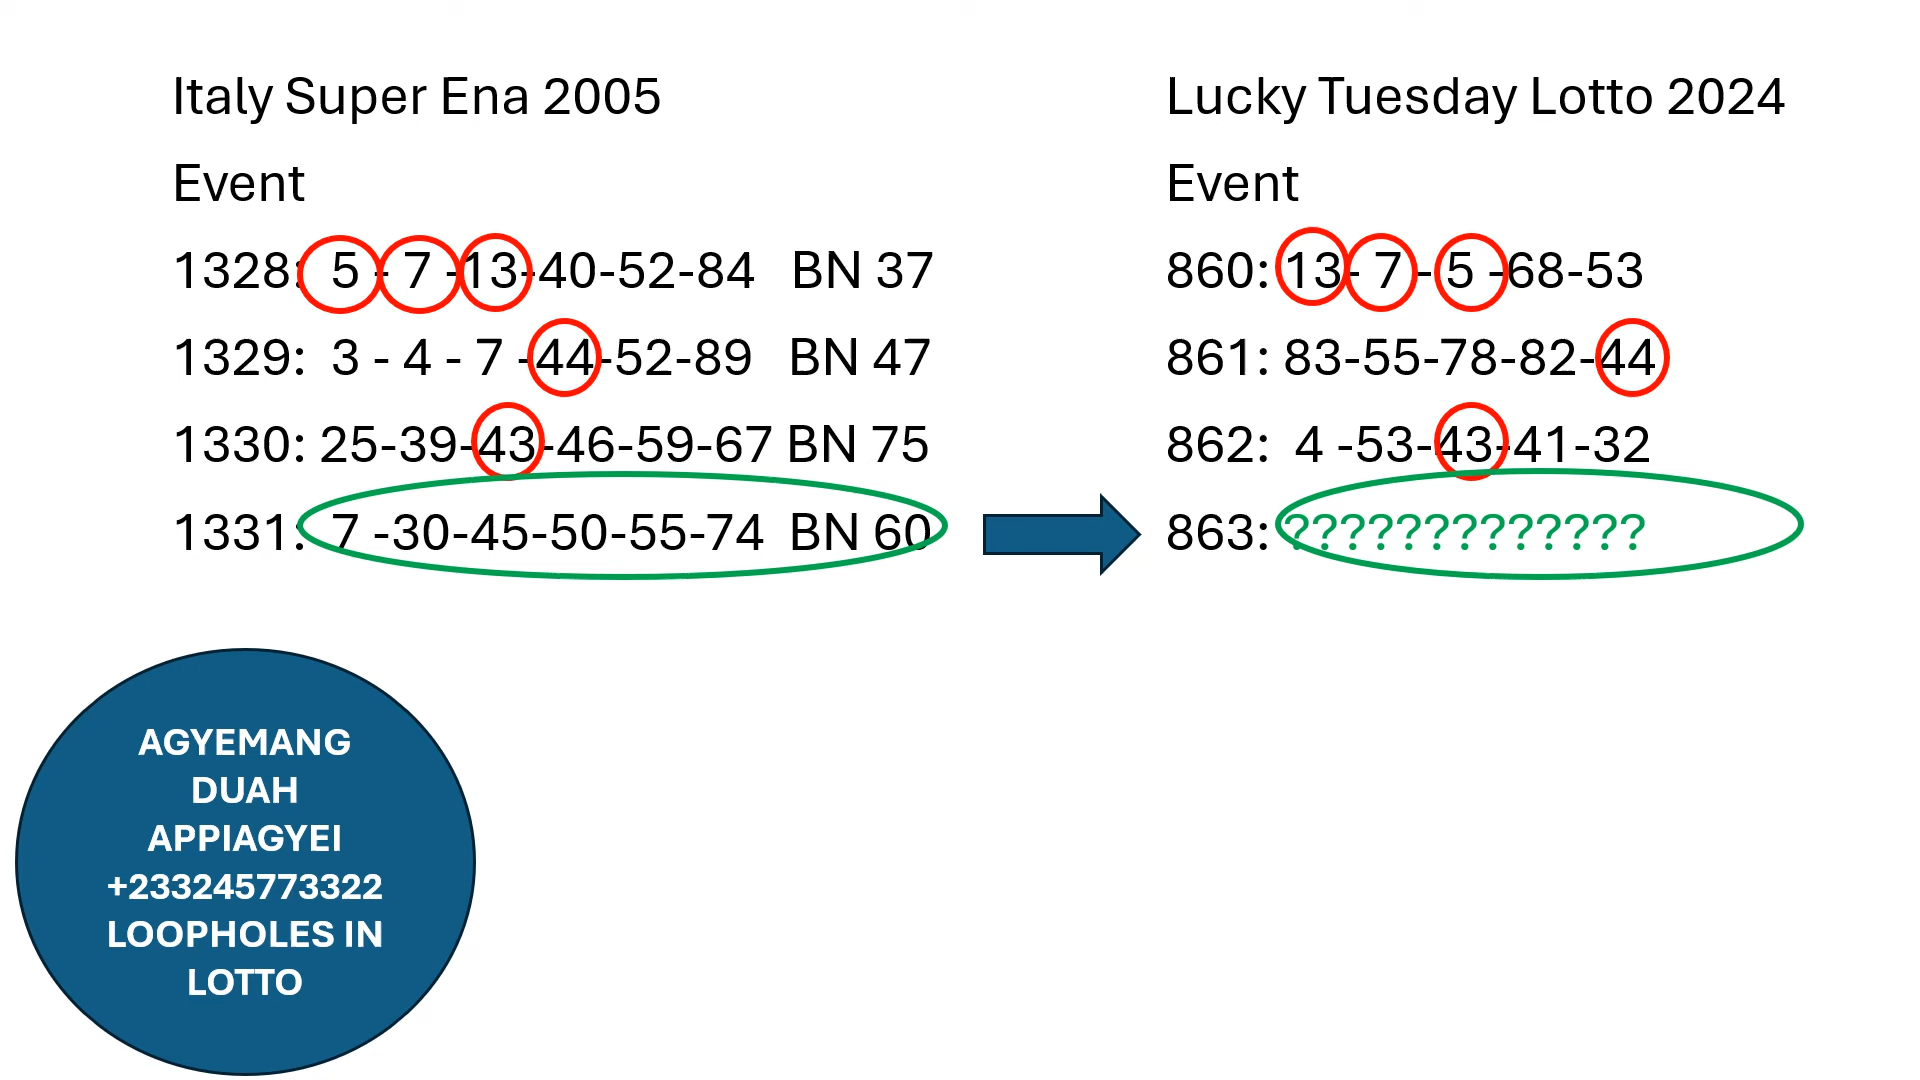 Italy Super Ena 2005
Event
1328: 5 - 7 -13-40-52-84 BN 37
1329: 3 - 4 - 7 -44-52-89 BN 47
1330: 25-39-43-46-59-67 BN 75
1331: 7 -30-45-50-55-74 BN 60
Lucky Tuesday Lotto 2024
Event
860: 13- 7 - 5 -68-53
861: 83-55-78-82-44
862: 4 -53-43-41-32
863: ?????????????
AGYEMANG
DUAH
APPIAGYEI
+233245773322
LOOPHOLES IN
LOTTO